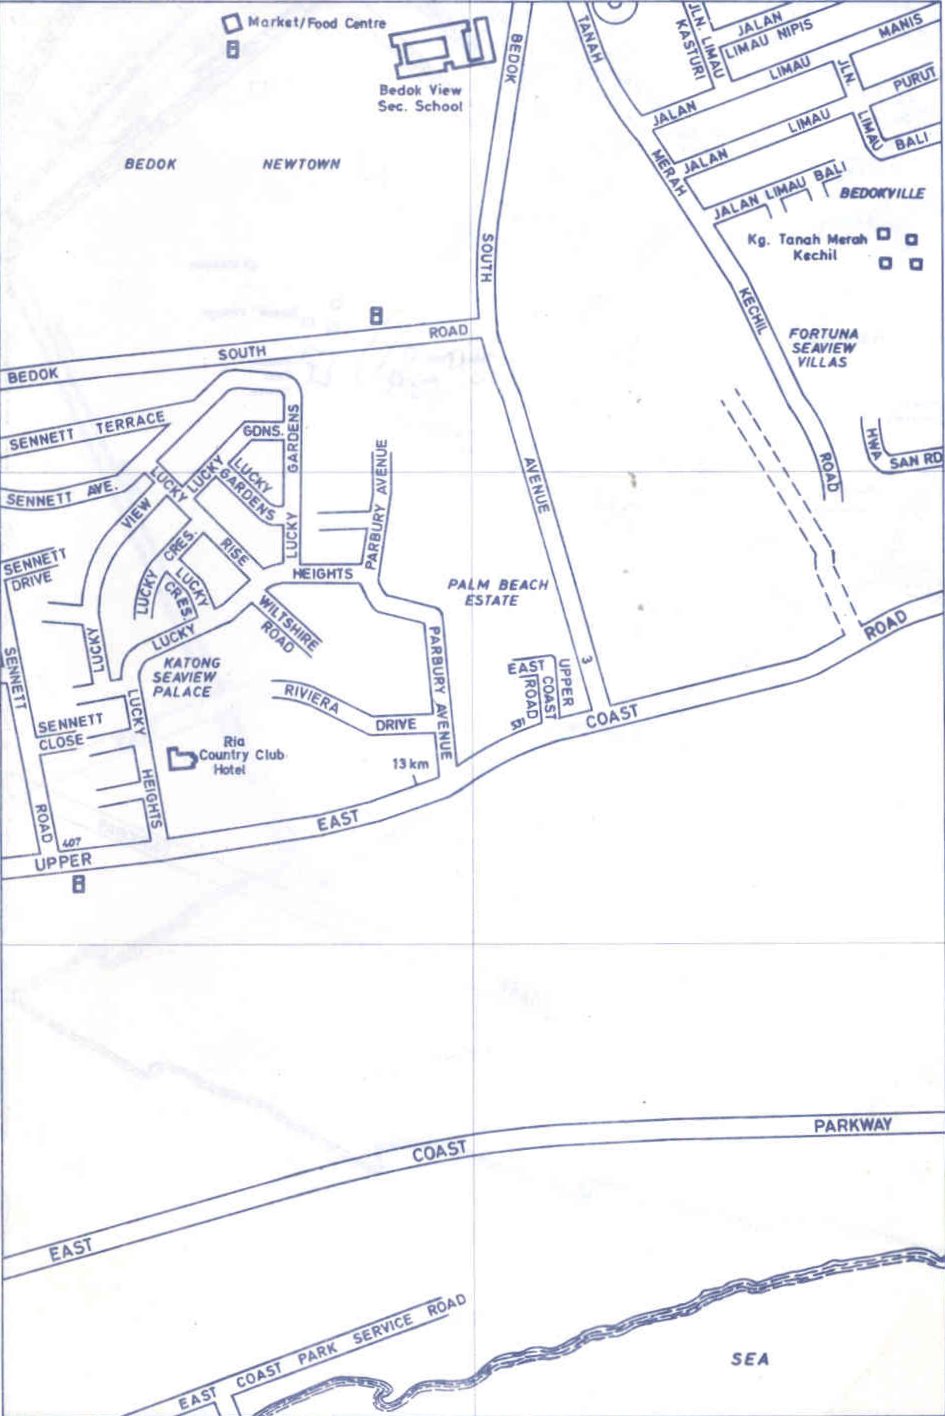 Market/Food Centre
Bedok View
Sec. School
BEDOK NEWTOWN
BEDOK SOUTH AVENUE 3
TANAH MERAH KECHIL ROAD
JLN. LIMAU
KASTURI
JALAN
LIMAU NIPIS
MANIS
JALAN LIMAU
JLN.
LIMAU
PURUT
JALAN LIMAU
BALI
JALAN LIMAU BALI
BEDOKVILLE
Kg. Tanah Merah
Kechil
FORTUNA
SEAVIEW
VILLAS
HWA
SAN RD
BEDOK SOUTH ROAD
SENNETT TERRACE
SENNETT AVE.
SENNETT
DRIVE
SENNETT ROAD
SENNETT
CLOSE
LUCKY
VIEW
LUCKY
LUCKY
GDNS.
LUCKY
GARDENS
LUCKY GARDENS
RISE
LUCKY
CRES.
LUCKY
CRES.
LUCKY
HEIGHTS
LUCKY
HEIGHTS
WILTSHIRE
ROAD
PARBURY AVENUE
PARBURY AVENUE
PALM BEACH
ESTATE
KATONG
SEAVIEW
PALACE
RIVIERA DRIVE
Ria
Country Club
Hotel
13 km
EAST
COAST
ROAD
UPPER
531
407
UPPER EAST COAST ROAD
EAST COAST PARKWAY
EAST COAST PARK SERVICE ROAD
SEA